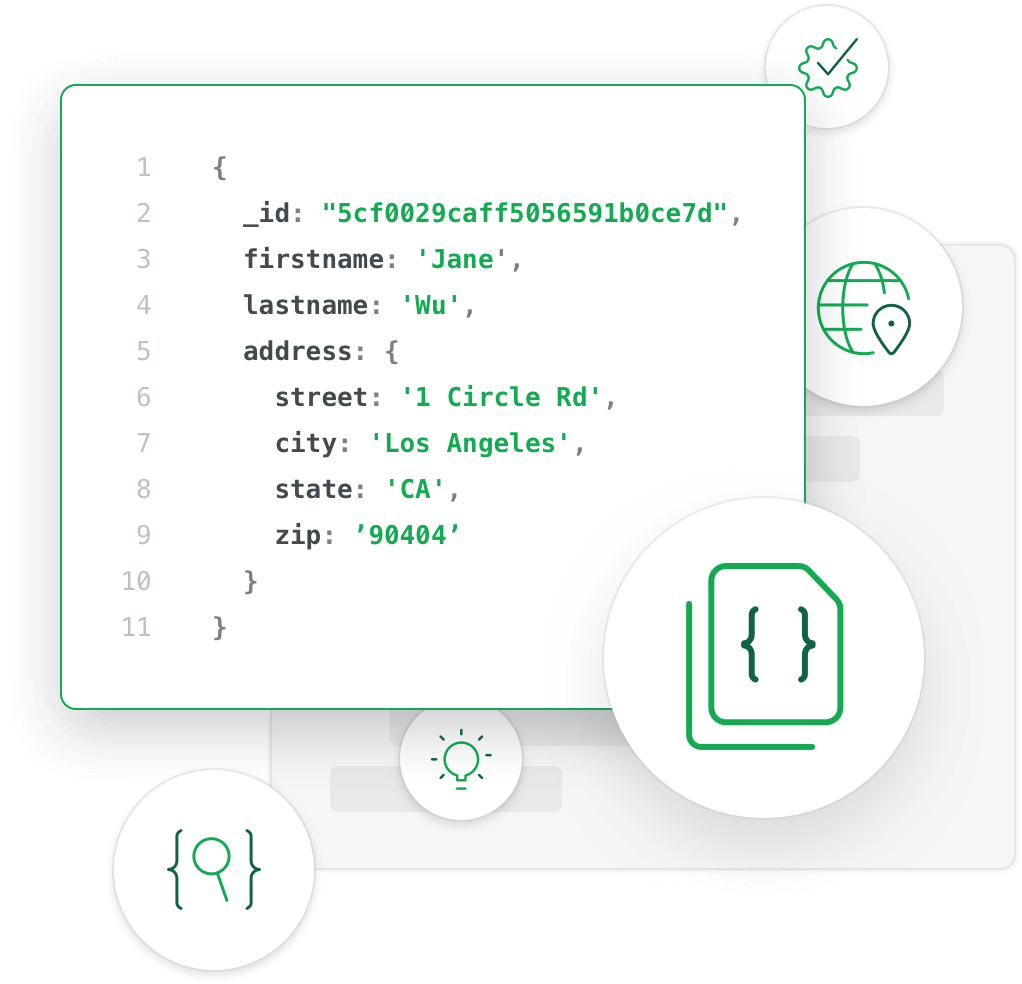 1 {
2 _id: "5cf0029caff5056591b0ce7d",
3 firstname: 'Jane',
4 lastname: 'Wu',
5 address: {
6 street: '1 Circle Rd',
7 city: 'Los Angeles',
8 state: 'CA',
9 zip: ’90404’
10 }
11 }
{ }
{ }